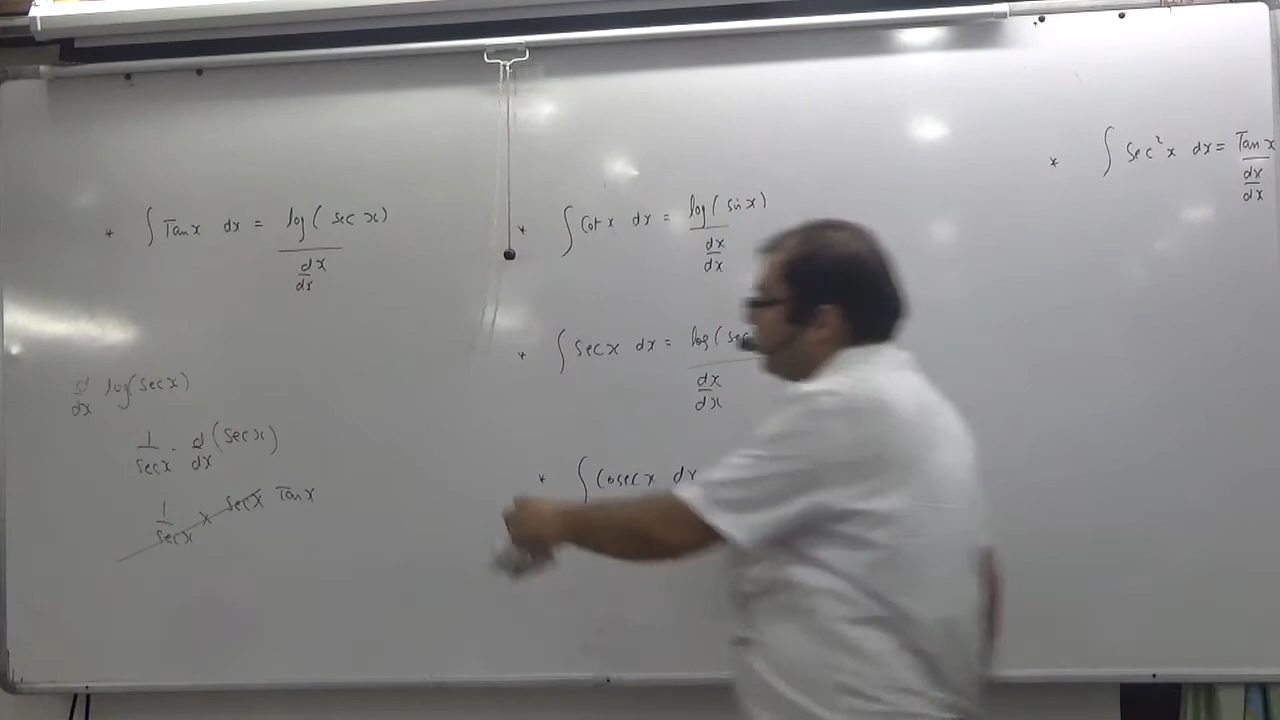 * ∫ Tan x dx = log( sec x) / (dx/dx)
d/dx log(sec x)
1/sec x . d/dx (sec x)
1/sec x × sec x Tan x
* ∫ Cot x dx = log( sin x) / (dx/dx)
* ∫ Sec x dx = log( sec / (dx/dx)
* ∫ Cosec x dx
* ∫ Sec² x dx = Tan x / (dx/dx)